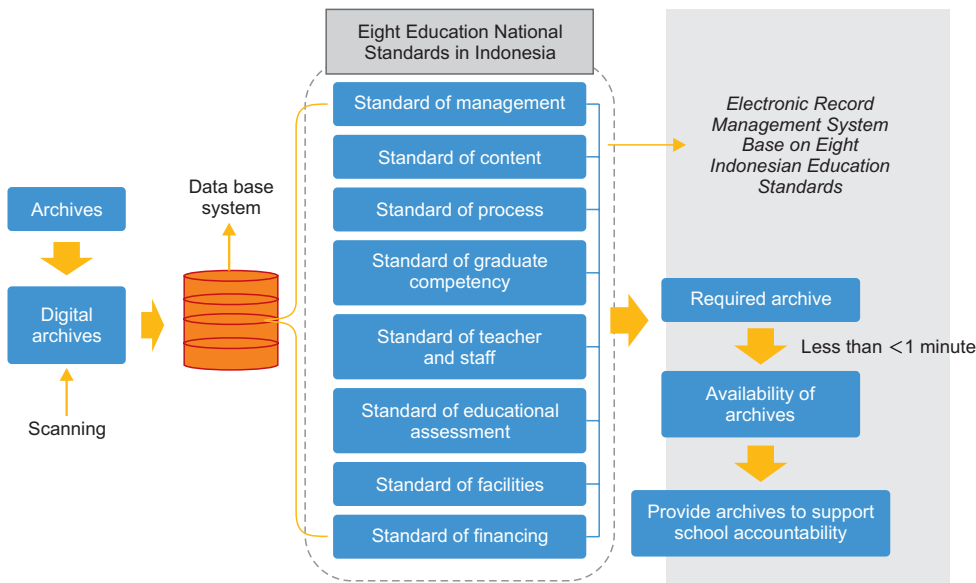 Eight Education National
Standards in Indonesia
Archives
Digital
archives
Scanning
Data base
system
Standard of management
Standard of content
Standard of process
Standard of graduate
competency
Standard of teacher
and staff
Standard of educational
assessment
Standard of facilities
Standard of financing
Electronic Record
Management System
Base on Eight
Indonesian Education
Standards
Required archive
Less than <1 minute
Availability of
archives
Provide archives to support
school accountability